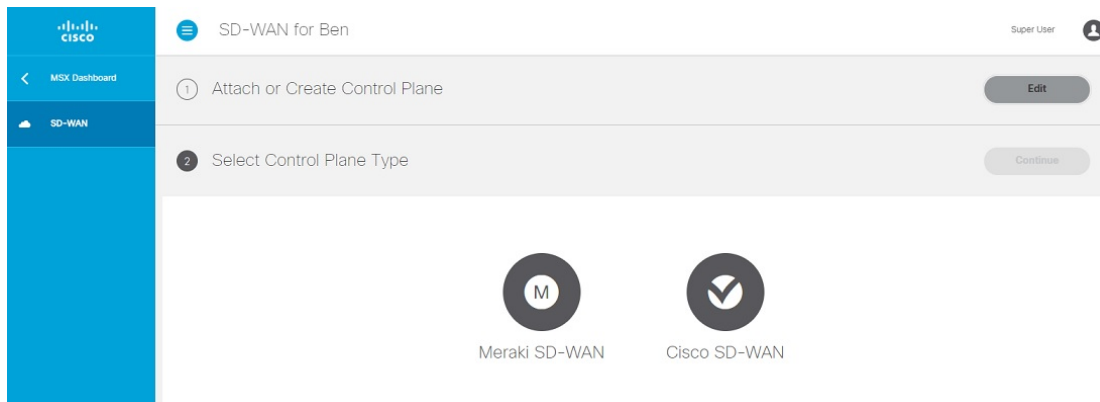 CISCO
SD-WAN for Ben
Super User
MSX Dashboard
SD-WAN
1 Attach or Create Control Plane
Edit
2 Select Control Plane Type
Continue
M
Meraki SD-WAN
Cisco SD-WAN